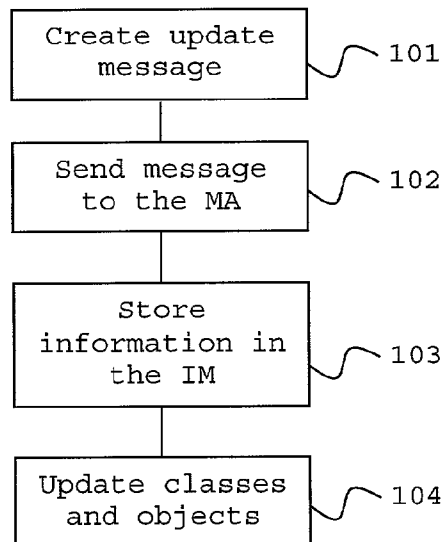 Create update
message
101
Send message
to the MA
102
Store
information in
the IM
103
Update classes
and objects
104